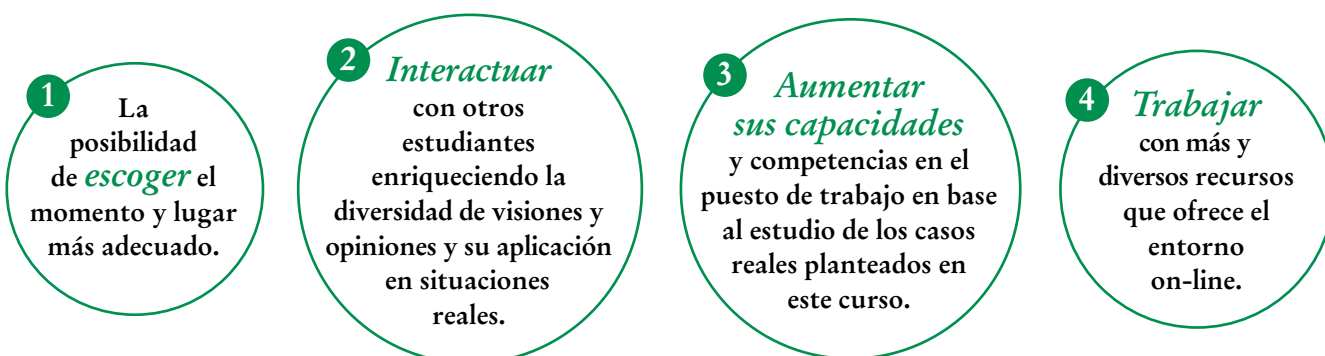 1
La
posibilidad
de escoger el
momento y lugar
más adecuado.
2
Interactuar
con otros
estudiantes
enriqueciendo la
diversidad de visiones y
opiniones y su aplicación
en situaciones
reales.
3
Aumentar
sus capacidades
y competencias en el
puesto de trabajo en base
al estudio de los casos
reales planteados en
este curso.
4
Trabajar
con más y
diversos recursos
que ofrece el
entorno
on-line.